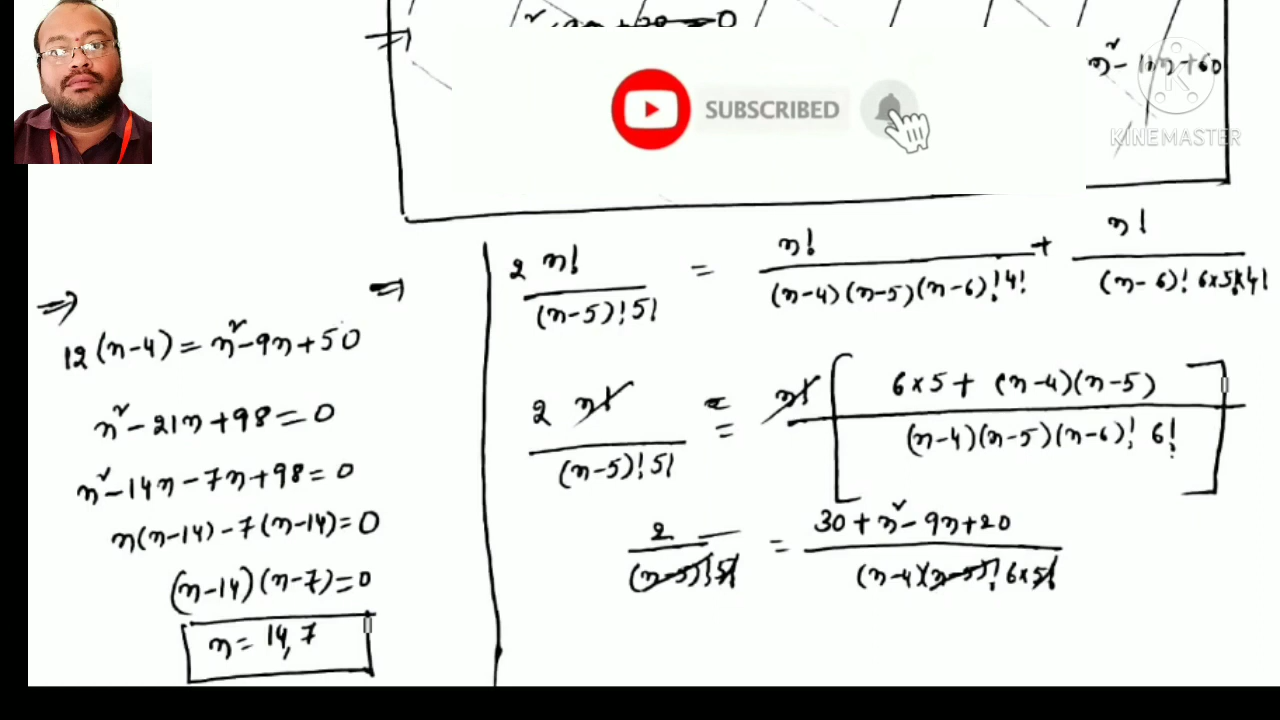 n² - 11n + 60
SUBSCRIBED
KINEMASTER
⇒
12(n-4) = n² - 9n + 50
n² - 21n + 98 = 0
n² - 14n - 7n + 98 = 0
n(n-14) - 7(n-14) = 0
(n-14)(n-7) = 0
n = 14, 7
⇒ 2 n! / (n-5)! 5! = n! / (n-4)(n-5)(n-6)! 4! + n! / (n-6)! 6×5×4!
2 n! / (n-5)! 5! = n! [ 6×5 + (n-4)(n-5) / (n-4)(n-5)(n-6)! 6! ]
2 / (n-5)! 5! = 30 + n² - 9n + 20 / (n-4)(n-5)! 6×5!